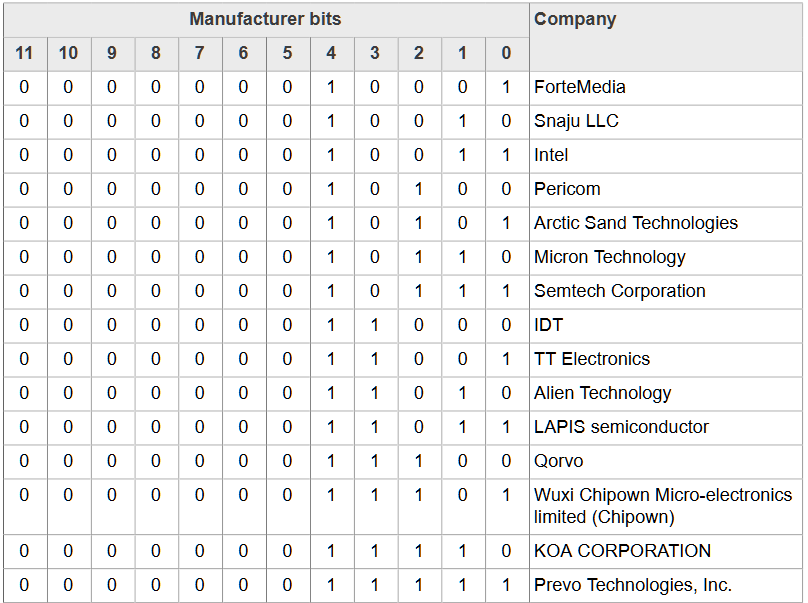 Manufacturer bits Company
11 10 9 8 7 6 5 4 3 2 1 0
0 0 0 0 0 0 0 1 0 0 0 1 ForteMedia
0 0 0 0 0 0 0 1 0 0 1 0 Snaju LLC
0 0 0 0 0 0 0 1 0 0 1 1 Intel
0 0 0 0 0 0 0 1 0 1 0 0 Pericom
0 0 0 0 0 0 0 1 0 1 0 1 Arctic Sand Technologies
0 0 0 0 0 0 0 1 0 1 1 0 Micron Technology
0 0 0 0 0 0 0 1 0 1 1 1 Semtech Corporation
0 0 0 0 0 0 0 1 1 0 0 0 IDT
0 0 0 0 0 0 0 1 1 0 0 1 TT Electronics
0 0 0 0 0 0 0 1 1 0 1 0 Alien Technology
0 0 0 0 0 0 0 1 1 0 1 1 LAPIS semiconductor
0 0 0 0 0 0 0 1 1 1 0 0 Qorvo
0 0 0 0 0 0 0 1 1 1 0 1 Wuxi Chipown Micro-electronics
limited (Chipown)
0 0 0 0 0 0 0 1 1 1 1 0 KOA CORPORATION
0 0 0 0 0 0 0 1 1 1 1 1 Prevo Technologies, Inc.